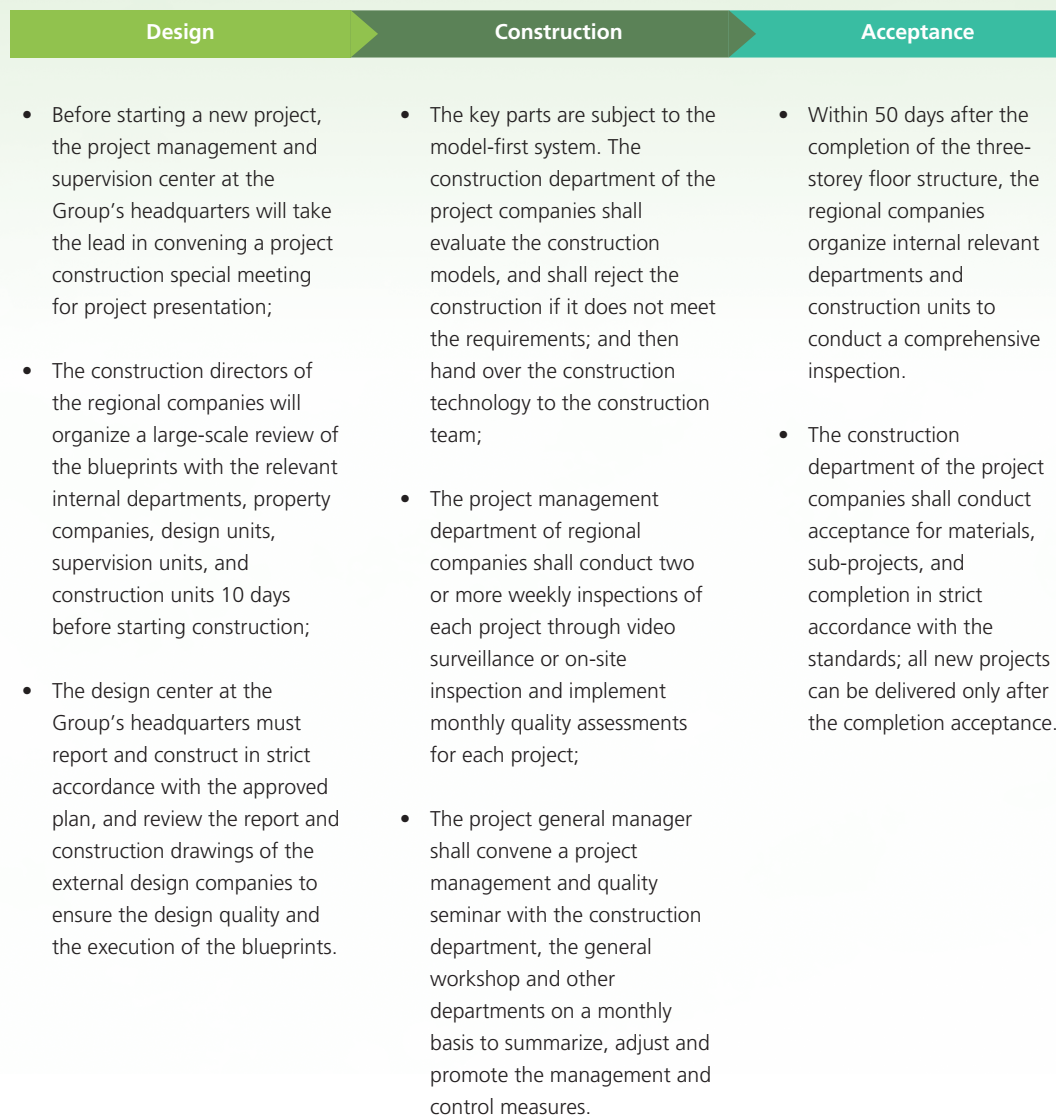 Design
Construction
Acceptance
• Before starting a new project,
the project management and
supervision center at the
Group’s headquarters will take
the lead in convening a project
construction special meeting
for project presentation;
• The construction directors of
the regional companies will
organize a large-scale review of
the blueprints with the relevant
internal departments, property
companies, design units,
supervision units, and
construction units 10 days
before starting construction;
• The design center at the
Group’s headquarters must
report and construct in strict
accordance with the approved
plan, and review the report and
construction drawings of the
external design companies to
ensure the design quality and
the execution of the blueprints.
• The key parts are subject to the
model-first system. The
construction department of the
project companies shall
evaluate the construction
models, and shall reject the
construction if it does not meet
the requirements; and then
hand over the construction
technology to the construction
team;
• The project management
department of regional
companies shall conduct two
or more weekly inspections of
each project through video
surveillance or on-site
inspection and implement
monthly quality assessments
for each project;
• The project general manager
shall convene a project
management and quality
seminar with the construction
department, the general
workshop and other
departments on a monthly
basis to summarize, adjust and
promote the management and
control measures.
• Within 50 days after the
completion of the three-
storey floor structure, the
regional companies
organize internal relevant
departments and
construction units to
conduct a comprehensive
inspection.
• The construction
department of the project
companies shall conduct
acceptance for materials,
sub-projects, and
completion in strict
accordance with the
standards; all new projects
can be delivered only after
the completion acceptance.